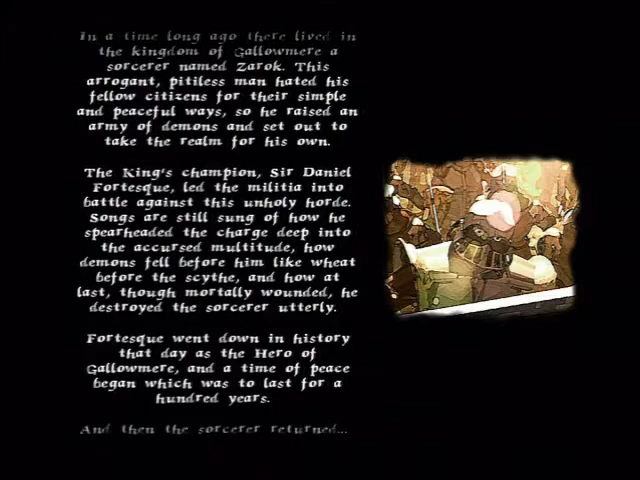 In a time long ago there lived in
the kingdom of Gallowmere a
sorcerer named Zarok. This
arrogant, pitiless man hated his
fellow citizens for their simple
and peaceful ways, so he raised an
army of demons and set out to
take the realm for his own.
The King's champion, Sir Daniel
Fortesque, led the militia into
battle against this unholy horde.
Songs are still sung of how he
spearheaded the charge deep into
the accursed multitude, how
demons fell before him like wheat
before the scythe, and how at
last, though mortally wounded, he
destroyed the sorcerer utterly.
Fortesque went down in history
that day as the Hero of
Gallowmere, and a time of peace
began which was to last for a
hundred years.
And then the sorcerer returned...